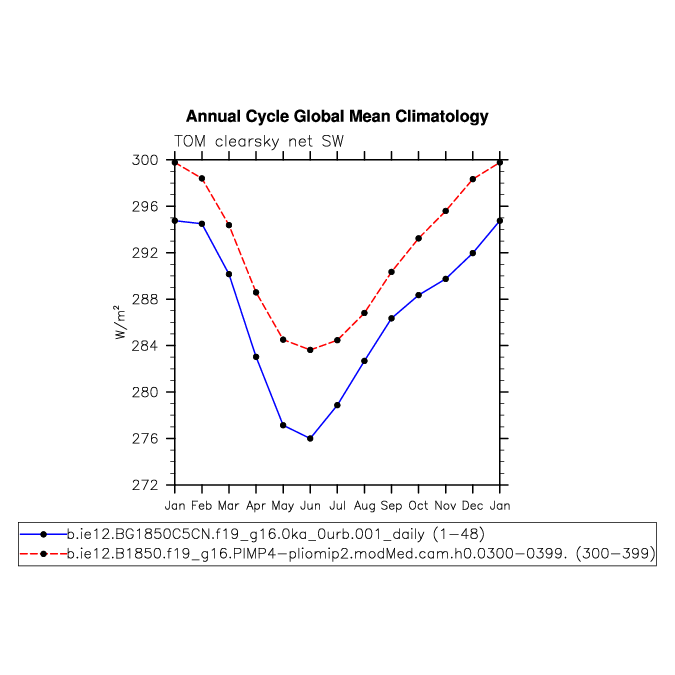 Annual Cycle Global Mean Climatology
TOM clearsky net SW
300
296
292
288
284
280
276
272
W/m²
Jan Feb Mar Apr May Jun Jul Aug Sep Oct Nov Dec Jan
b.ie12.BG1850C5CN.f19_g16.0ka_0urb.001_daily (1-48)
b.ie12.B1850.f19_g16.PIMP4-pliomip2.modMed.cam.h0.0300-0399. (300-399)